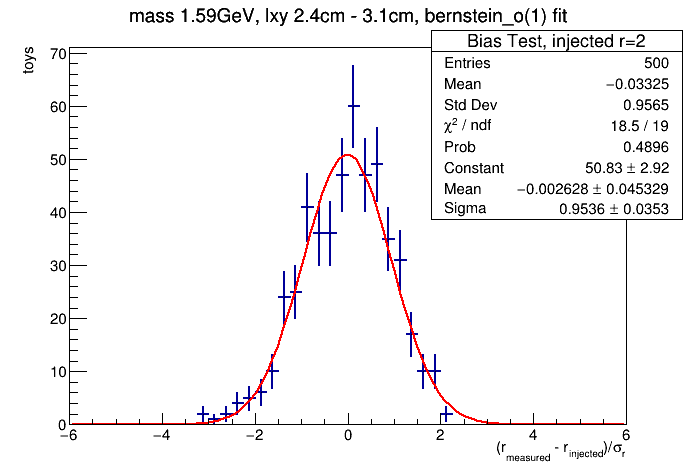 mass 1.59GeV, lxy 2.4cm - 3.1cm, bernstein_o(1) fit
Bias Test, injected r=2
Entries 500
Mean −0.03325
Std Dev 0.9565
χ² / ndf 18.5 / 19
Prob 0.4896
Constant 50.83 ± 2.92
Mean −0.002628 ± 0.045329
Sigma 0.9536 ± 0.0353
toys
70
60
50
40
30
20
10
0
−6 −4 −2 0 2 4 6
(r_measured - r_injected)/σ_r